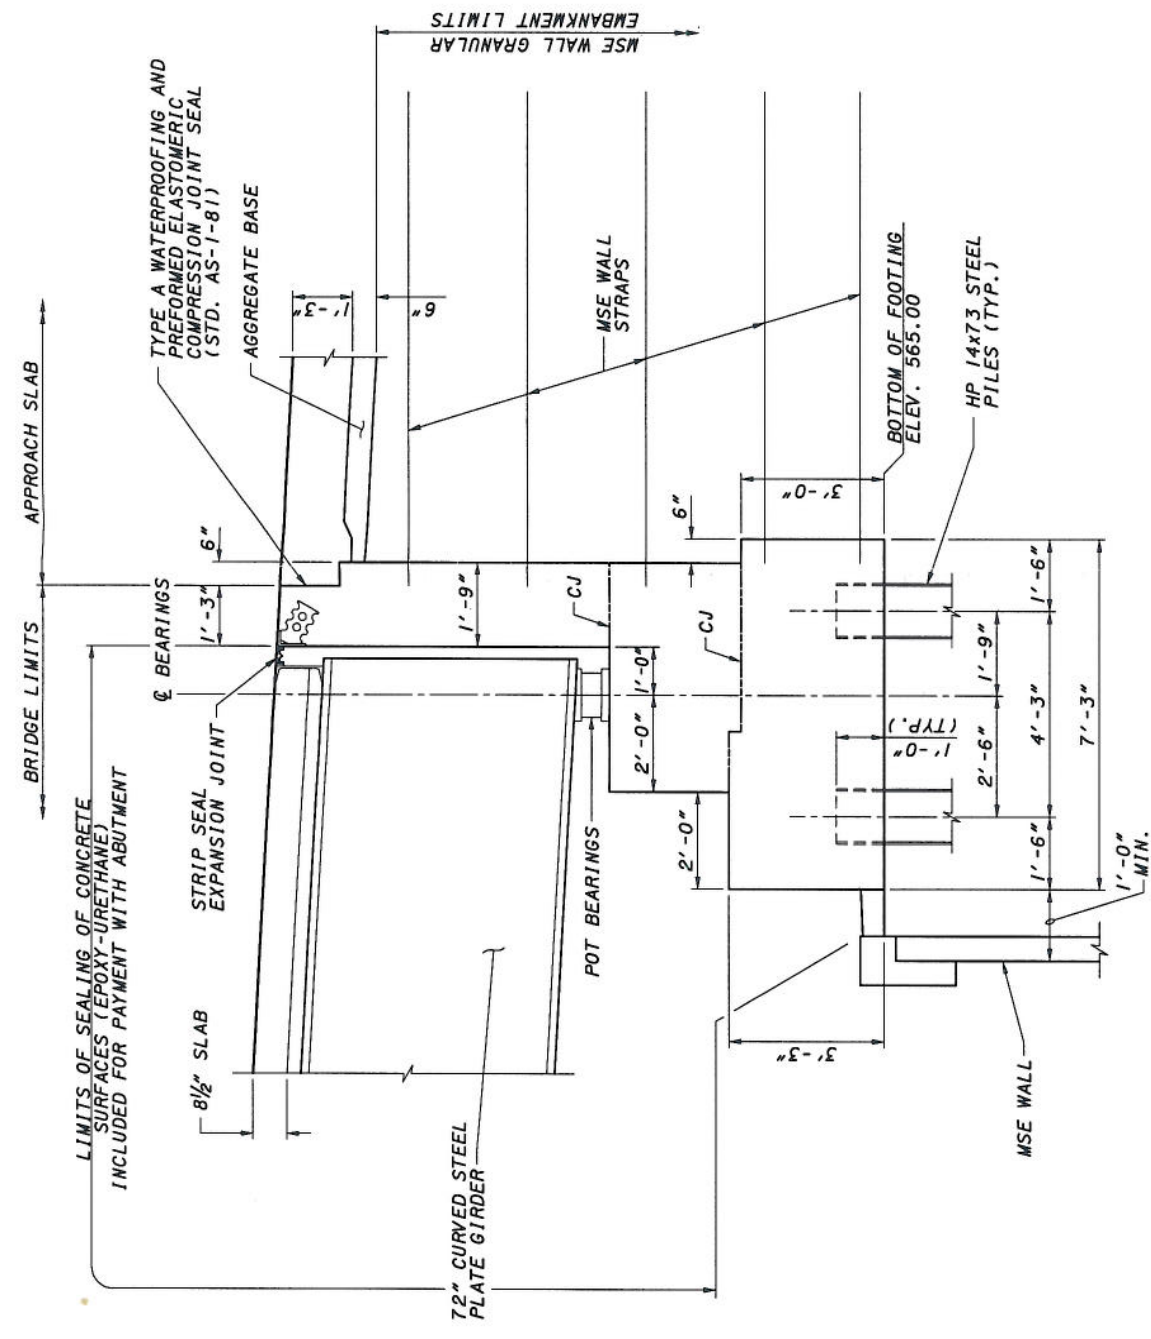 MSE WALL GRANULAR
EMBANKMENT LIMITS
BRIDGE LIMITS
APPROACH SLAB
TYPE A WATERPROOFING AND
PREFORMED ELASTOMERIC
COMPRESSION JOINT SEAL
(STD. AS-1-81)
AGGREGATE BASE
℄ BEARINGS
LIMITS OF SEALING OF CONCRETE
SURFACES (EPOXY-URETHANE)
INCLUDED FOR PAYMENT WITH ABUTMENT
STRIP SEAL
EXPANSION JOINT
8½" SLAB
1'-3"
6"
1'-3"
6"
1'-9"
MSE WALL
STRAPS
CJ
2'-0"
1'-0"
POT BEARINGS
6"
CJ
2'-0"
3'-0"
BOTTOM OF FOOTING
ELEV. 565.00
HP 14x73 STEEL
PILES (TYP.)
72" CURVED STEEL
PLATE GIRDER
3'-3"
1'-0"
(TYP.)
2'-6"
1'-9"
1'-6"
4'-3"
1'-6"
7'-3"
1'-0"
MIN.
MSE WALL